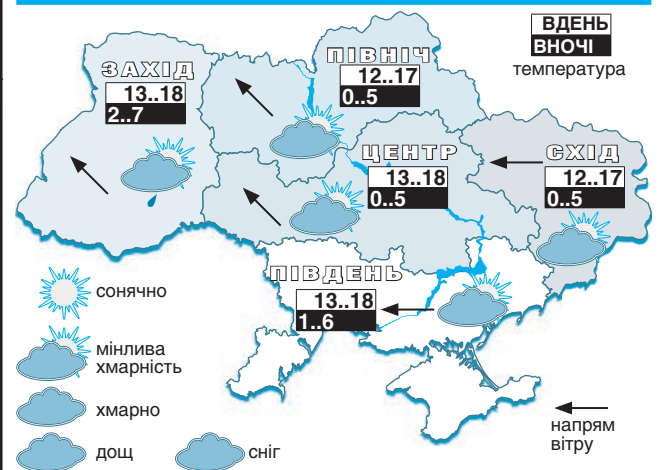 ВДЕНЬ
ВНОЧІ
температура
ЗАХІД
13..18
2..7
ПІВНІЧ
12..17
0..5
ЦЕНТР
13..18
0..5
СХІД
12..17
0..5
ПІВДЕНЬ
13..18
1..6
сонячно
мінлива
хмарність
хмарно
дощ
сніг
напрям
вітру